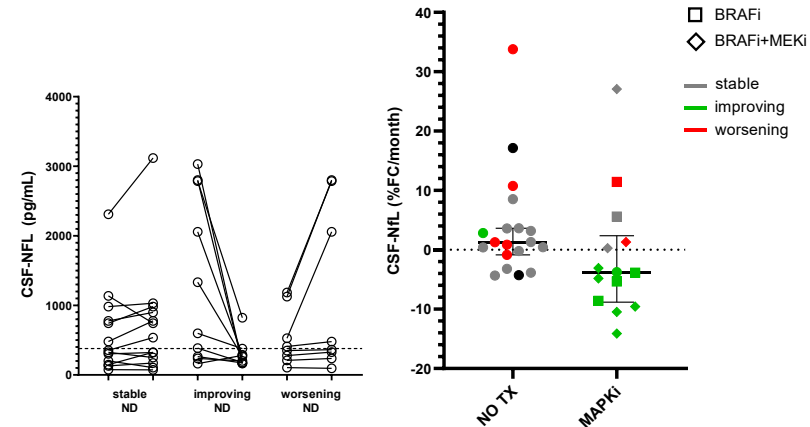 CSF-NFL (pg/mL)
4000
3000
2000
1000
0
stable
ND
improving
ND
worsening
ND
CSF-NfL (%FC/month)
40
30
20
10
0
-10
-20
NO TX
MAPKi
BRAFi
BRAFi+MEKi
stable
improving
worsening